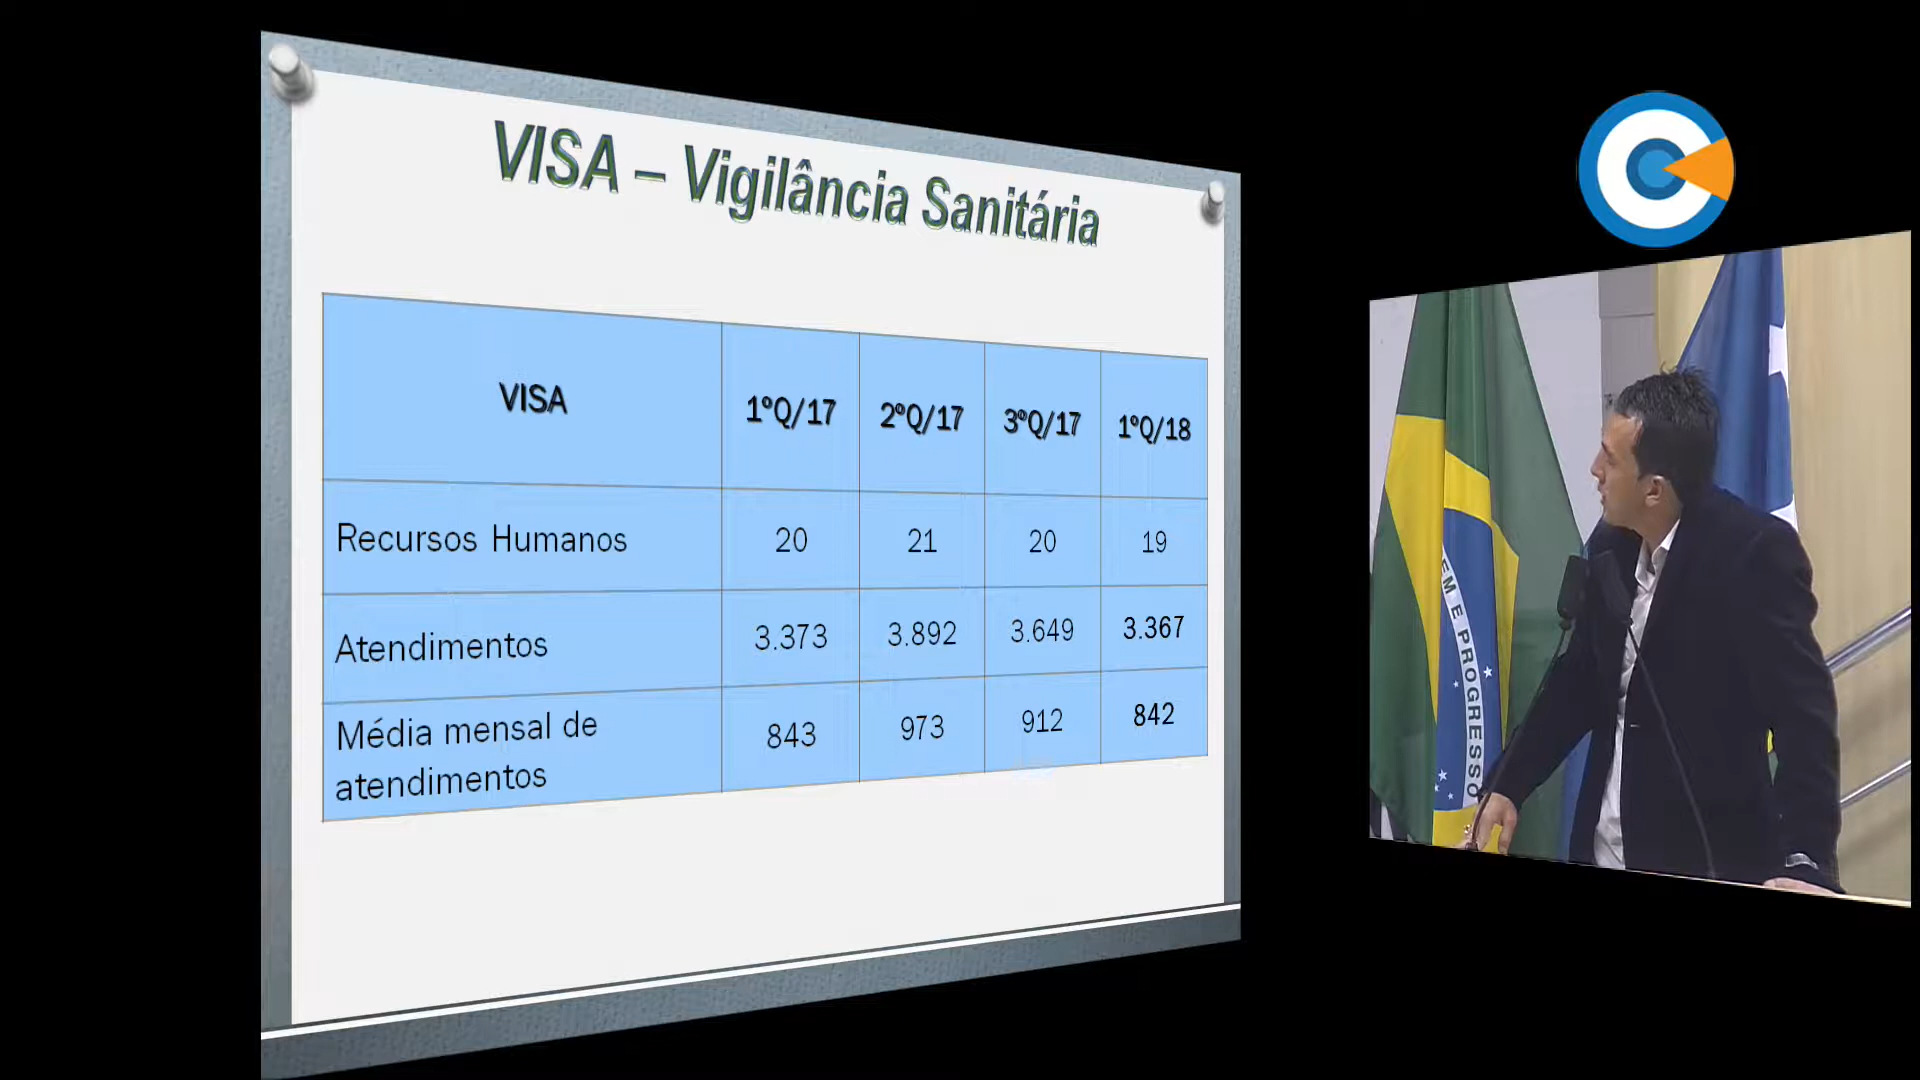 VISA – Vigilância Sanitária
VISA 1ºQ/17 2ºQ/17 3ºQ/17 1ºQ/18
Recursos Humanos 20 21 20 19
Atendimentos 3.373 3.892 3.649 3.367
Média mensal de
atendimentos 843 973 912 842
EM E PROGRESSO